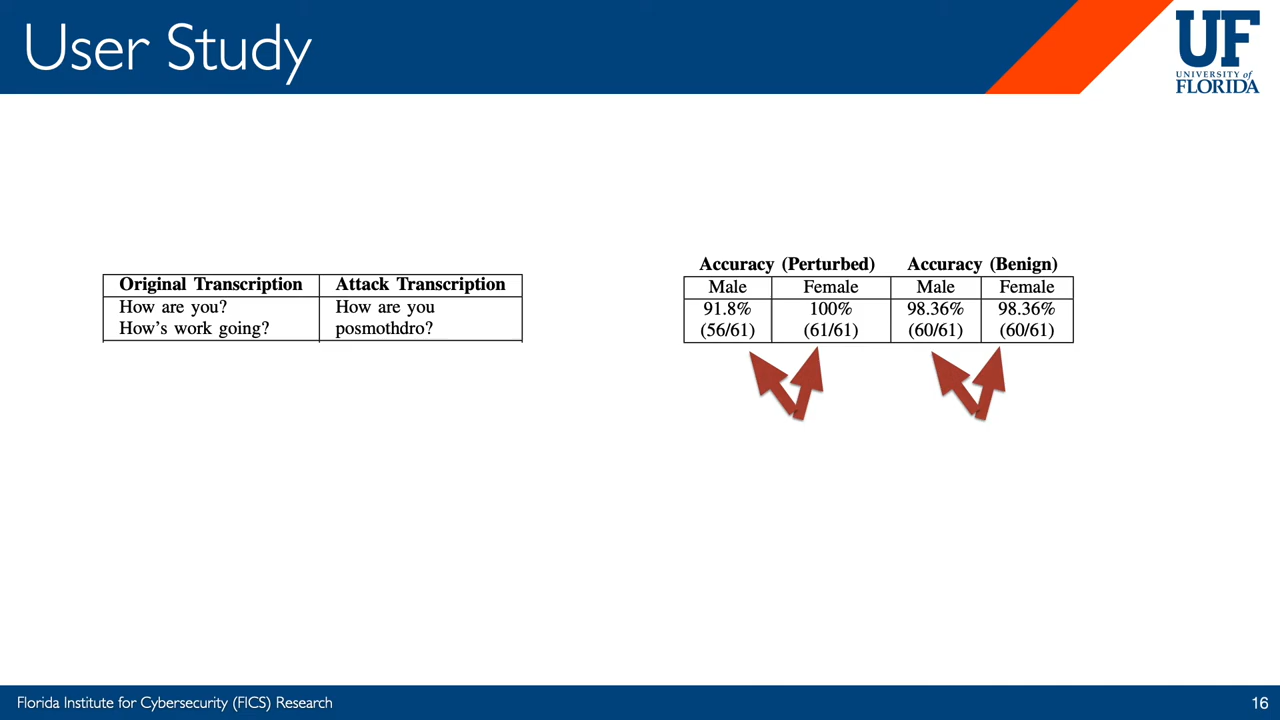 User Study
UF
UNIVERSITY of
FLORIDA
Original Transcription Attack Transcription
How are you? How are you
How's work going? posmothdro?
Accuracy (Perturbed) Accuracy (Benign)
Male Female Male Female
91.8% 100% 98.36% 98.36%
(56/61) (61/61) (60/61) (60/61)
Florida Institute for Cybersecurity (FICS) Research 16